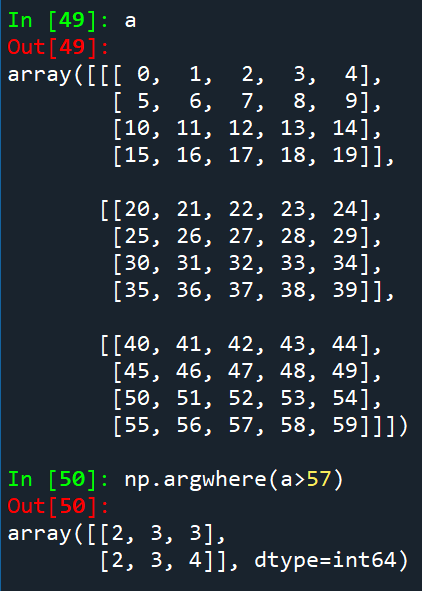 In [49]: a
Out[49]:
array([[[ 0,  1,  2,  3,  4],
        [ 5,  6,  7,  8,  9],
        [10, 11, 12, 13, 14],
        [15, 16, 17, 18, 19]],
       [[20, 21, 22, 23, 24],
        [25, 26, 27, 28, 29],
        [30, 31, 32, 33, 34],
        [35, 36, 37, 38, 39]],
       [[40, 41, 42, 43, 44],
        [45, 46, 47, 48, 49],
        [50, 51, 52, 53, 54],
        [55, 56, 57, 58, 59]]])
In [50]: np.argwhere(a>57)
Out[50]:
array([[2, 3, 3],
       [2, 3, 4]], dtype=int64)